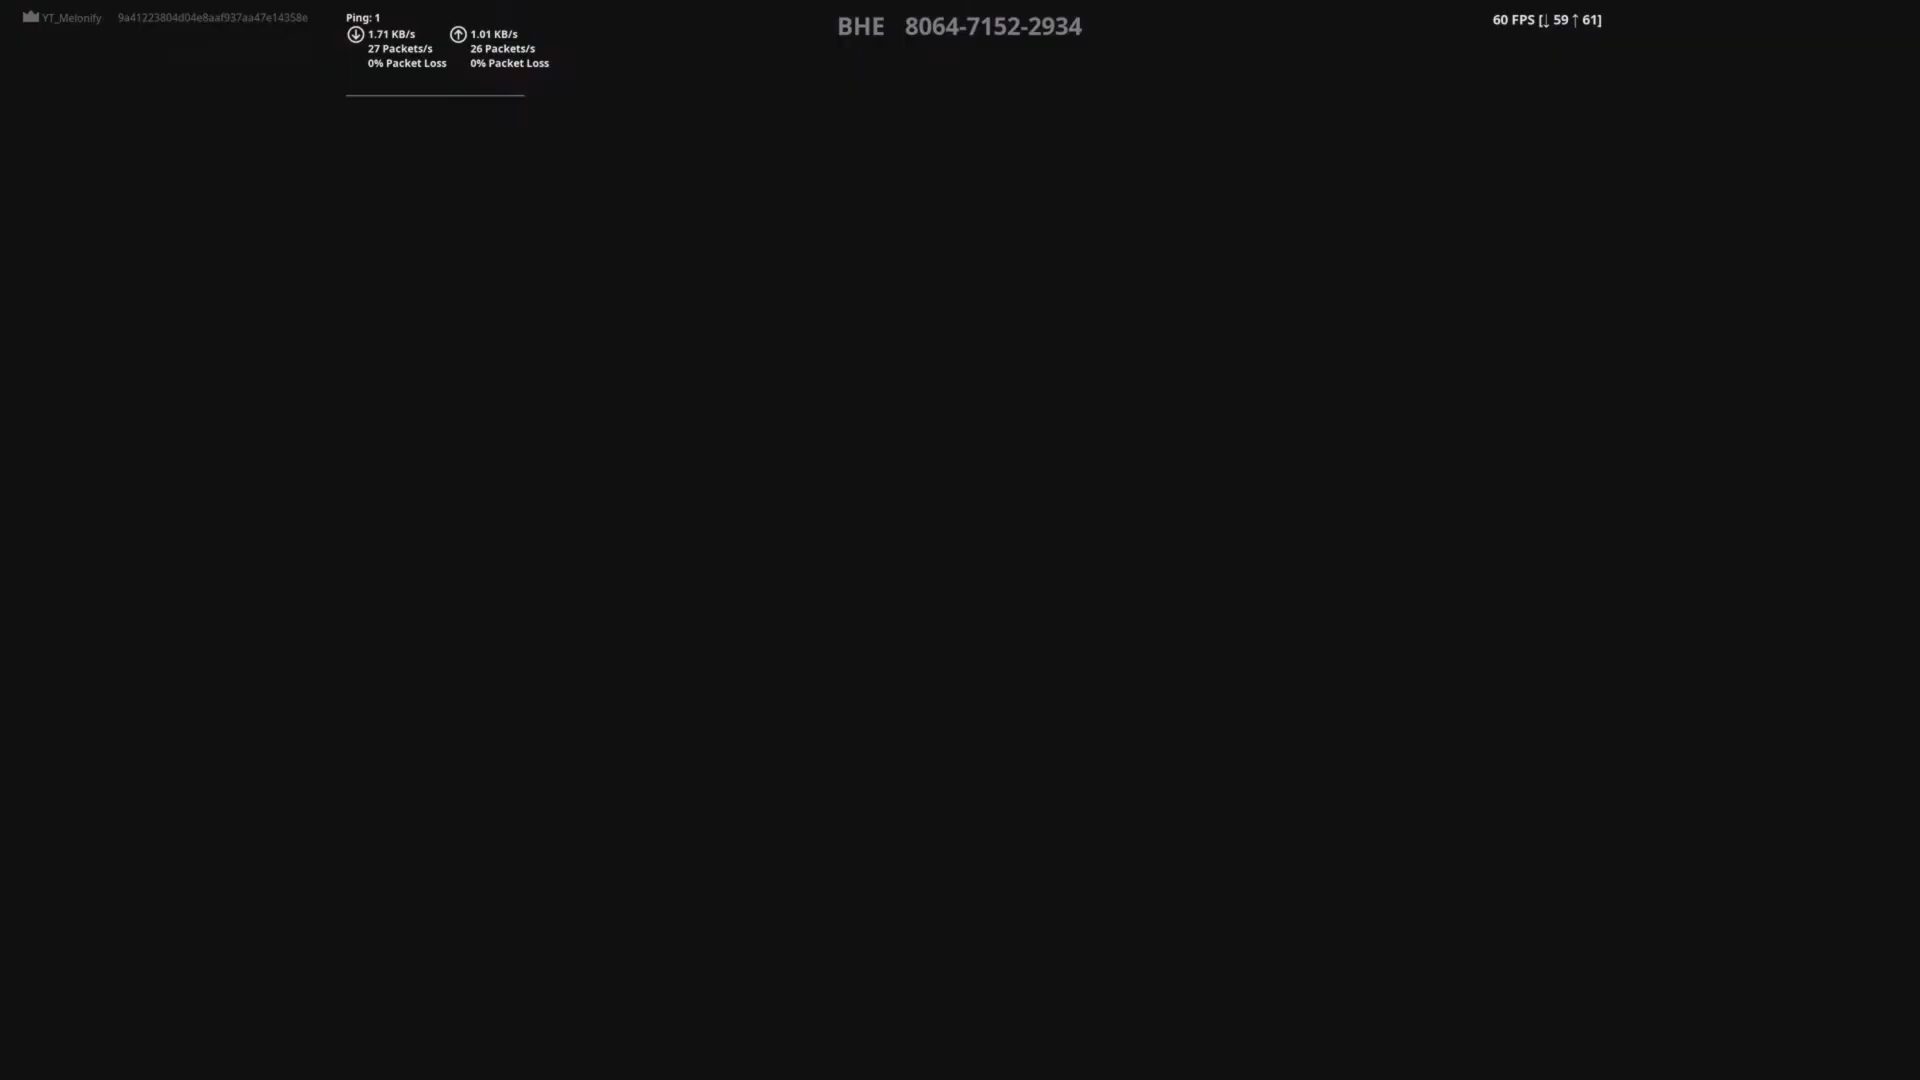 YT_Melonify 9a41223804d04e8aaf937aa47e14358e
Ping: 1
1.71 KB/s 1.01 KB/s
27 Packets/s 26 Packets/s
0% Packet Loss 0% Packet Loss
BHE 8064-7152-2934
60 FPS [↓ 59 ↑ 61]